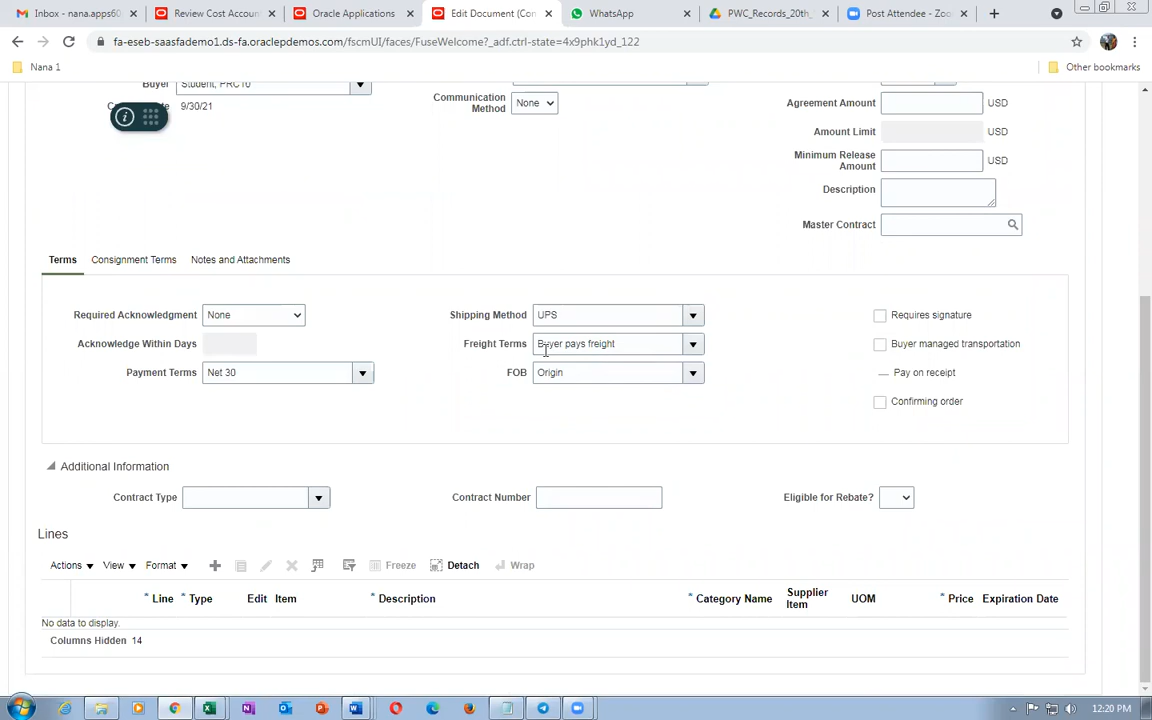 Inbox - nana.apps60
Review Cost Accoun
Oracle Applications
Edit Document (Con
WhatsApp
PWC_Records_20th_
Post Attendee - Zoo
fa-eseb-saasfademo1.ds-fa.oraclepdemos.com/fscmUI/faces/FuseWelcome?_adf.ctrl-state=4x9phk1yd_122
Nana 1
Other bookmarks
Buyer
Student, PRC10
9/30/21
Communication
Method
None
Agreement Amount
USD
Amount Limit
USD
Minimum Release
Amount
USD
Description
Master Contract
Terms
Consignment Terms
Notes and Attachments
Required Acknowledgment
None
Shipping Method
UPS
Requires signature
Acknowledge Within Days
Freight Terms
Buyer pays freight
Buyer managed transportation
Payment Terms
Net 30
FOB
Origin
Pay on receipt
Confirming order
Additional Information
Contract Type
Contract Number
Eligible for Rebate?
Lines
Actions
View
Format
Freeze
Detach
Wrap
* Line
* Type
Edit
Item
* Description
* Category Name
Supplier
Item
UOM
* Price
Expiration Date
No data to display.
Columns Hidden 14
12:20 PM